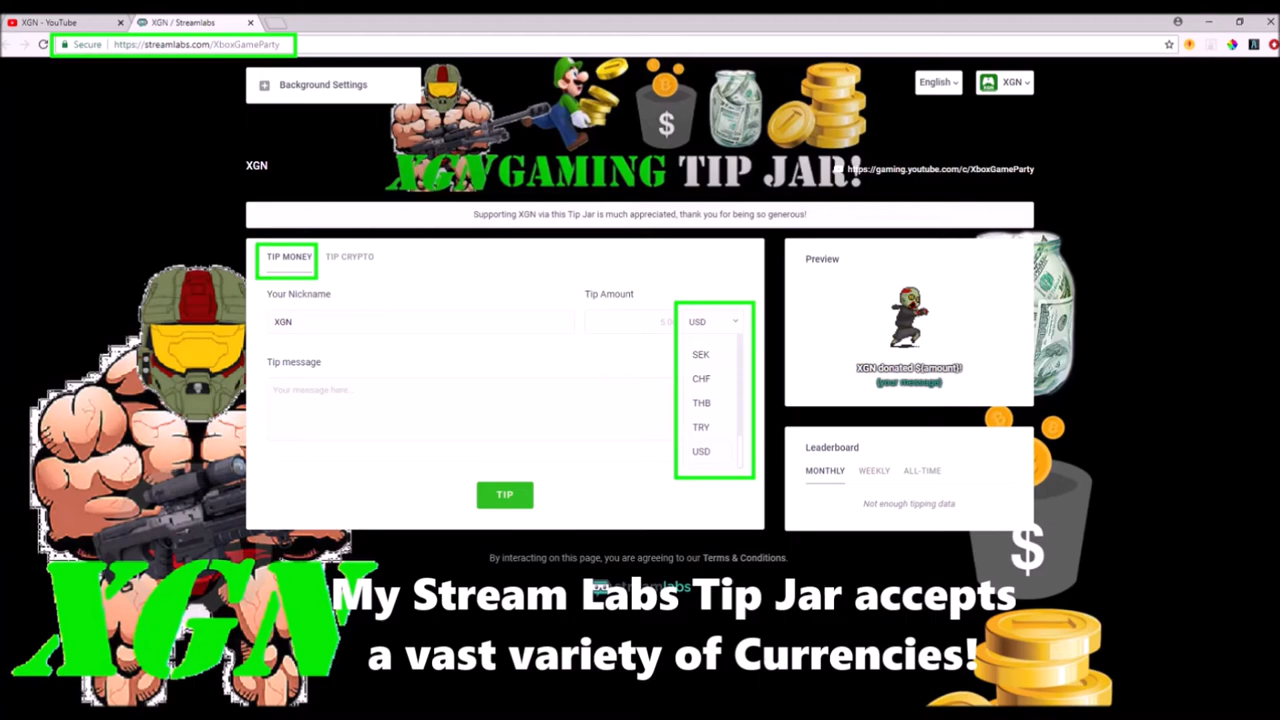 XGN - YouTube
XGN / Streamlabs
Secure
https://streamlabs.com/XboxGameParty
Background Settings
English
XGN
$
XGN GAMING TIP JAR!
XGN
https://gaming.youtube.com/c/XboxGameParty
Supporting XGN via this Tip Jar is much appreciated, thank you for being so generous!
TIP MONEY
TIP CRYPTO
Preview
Your Nickname
Tip Amount
XGN
USD
SEK
Tip message
XGN donated ${amount}!
CHF
{your message}
Your message here...
THB
TRY
Leaderboard
USD
MONTHLY
WEEKLY
ALL-TIME
TIP
Not enough tipping data
$
By interacting on this page, you are agreeing to our Terms & Conditions.
XGN
My Stream Labs Tip Jar accepts
a vast variety of Currencies!